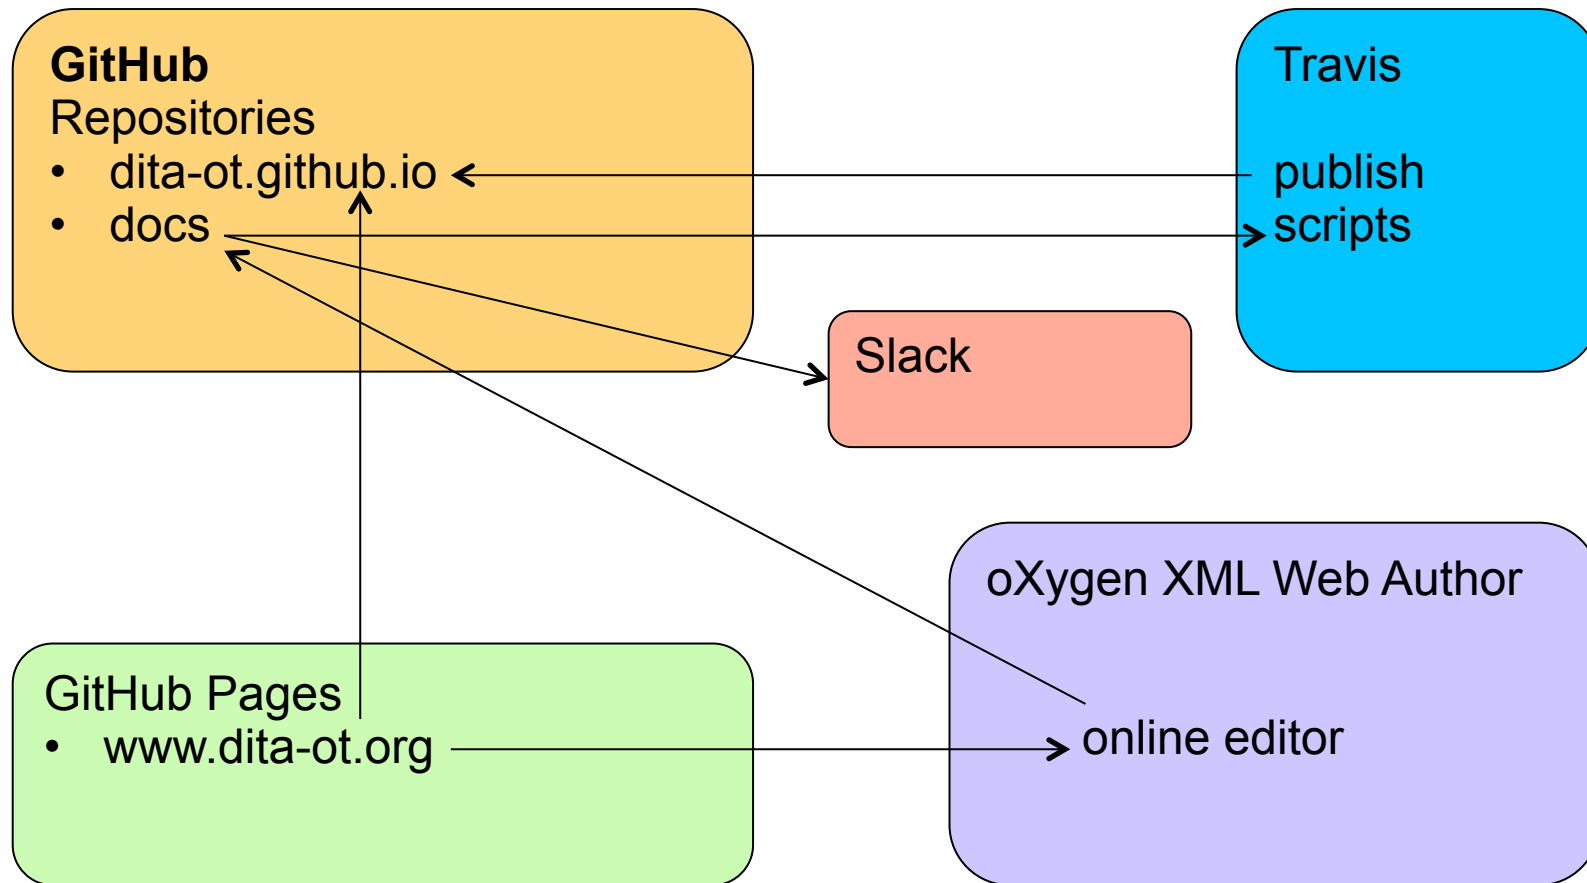 GitHub
Repositories
• dita-ot.github.io
• docs
Travis
publish
scripts
Slack
oXygen XML Web Author
online editor
GitHub Pages
• www.dita-ot.org